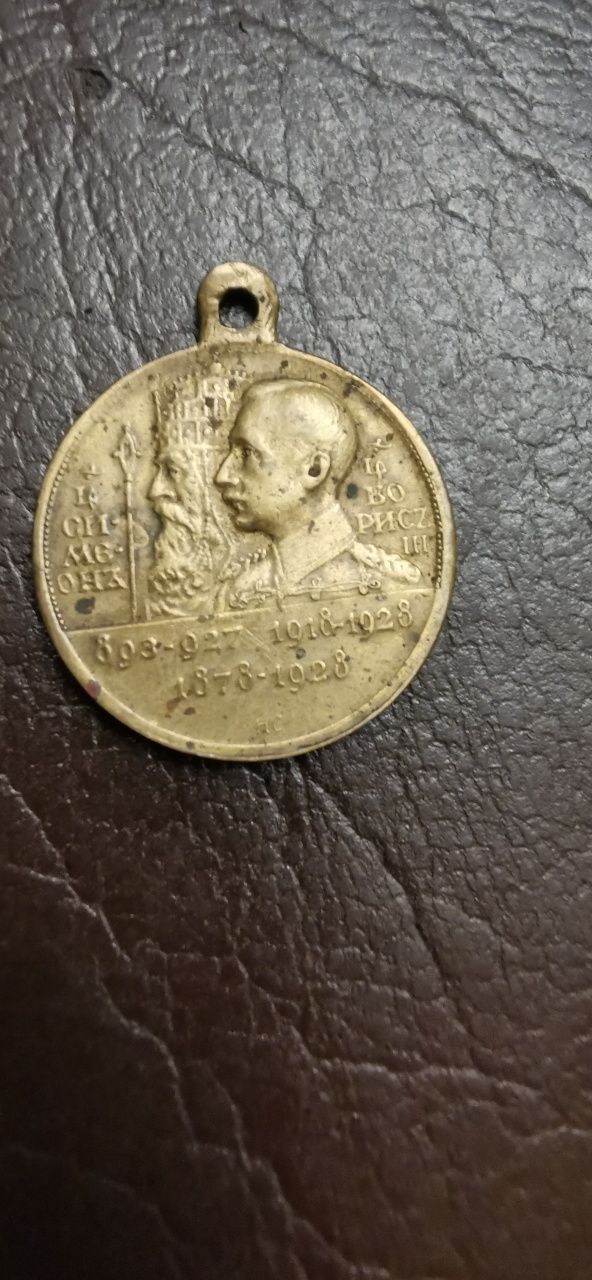 Ц
СИ-
МЕ-
ОНЪ
Ц
БО
РИСЪ
III
893-927 1918-1928
1878-1928